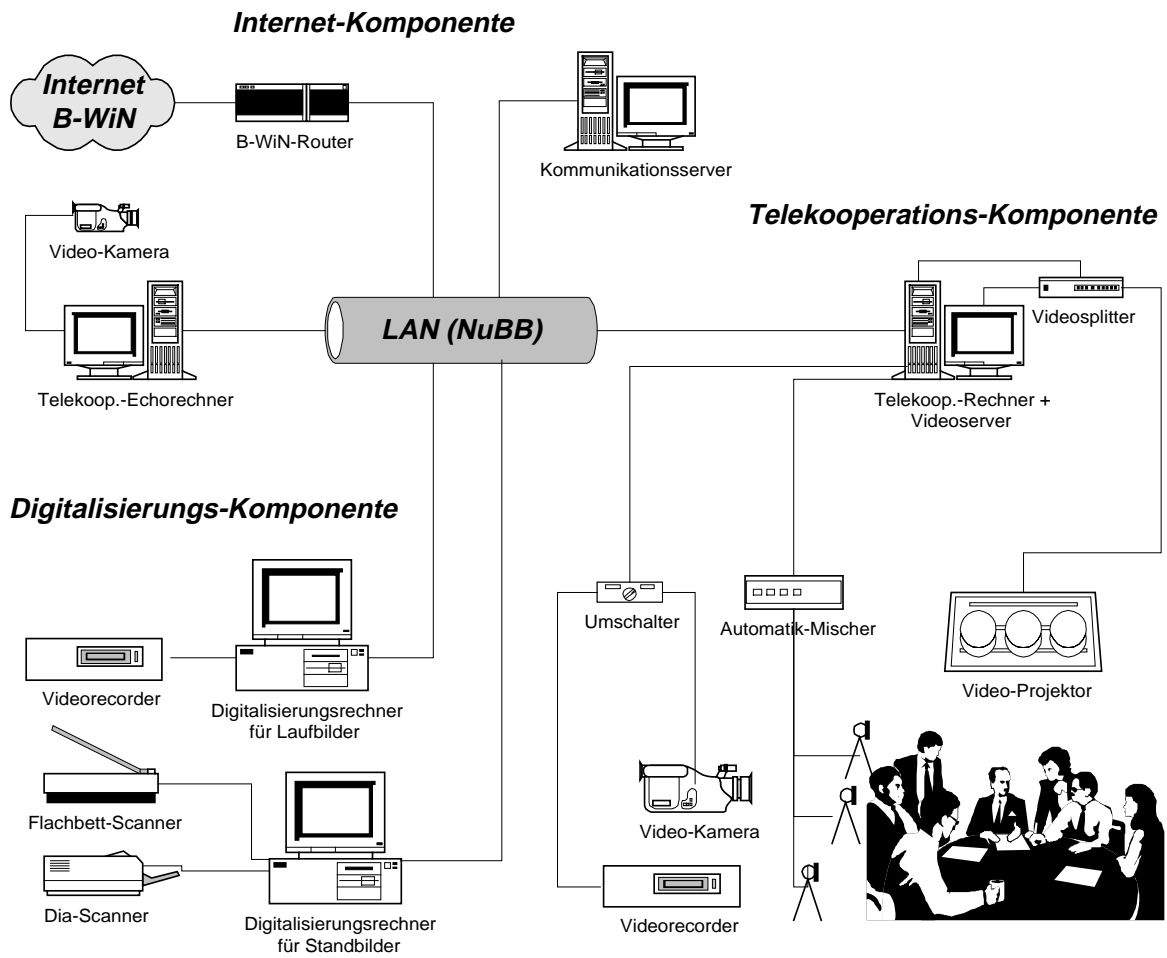 Internet-Komponente
Internet
B-WiN
B-WiN-Router
Kommunikationsserver
Telekooperations-Komponente
Video-Kamera
Videosplitter
LAN (NuBB)
Telekoop.-Echorechner
Telekoop.-Rechner +
Videoserver
Digitalisierungs-Komponente
Umschalter
Automatik-Mischer
Videorecorder
Digitalisierungsrechner
für Laufbilder
Video-Projektor
Flachbett-Scanner
Video-Kamera
Dia-Scanner
Digitalisierungsrechner
für Standbilder
Videorecorder